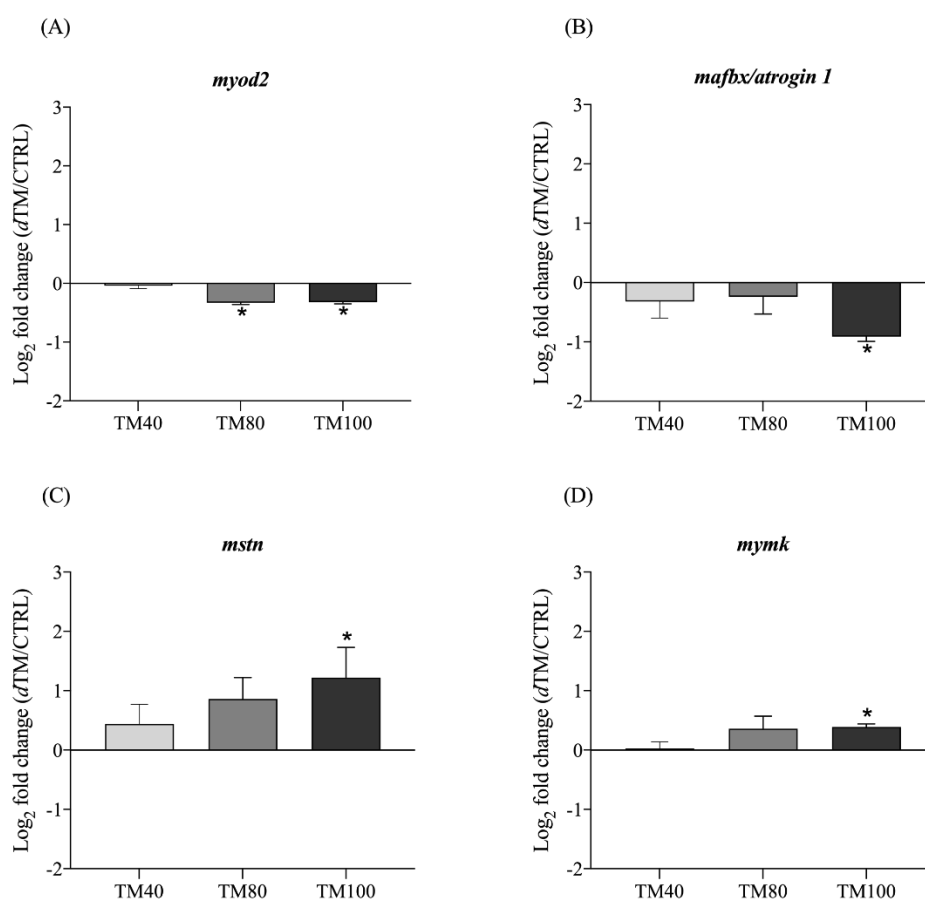 (A)
(B)
myod2
mafbx/atrogin 1
Log2 fold change (dTM/CTRL)
3
2
1
0
-1
-2
*
*
TM40 TM80 TM100
Log2 fold change (dTM/CTRL)
3
2
1
0
-1
-2
*
TM40 TM80 TM100
(C)
(D)
mstn
mymk
Log2 fold change (dTM/CTRL)
3
2
1
0
-1
-2
*
TM40 TM80 TM100
Log2 fold change (dTM/CTRL)
3
2
1
0
-1
-2
*
TM40 TM80 TM100